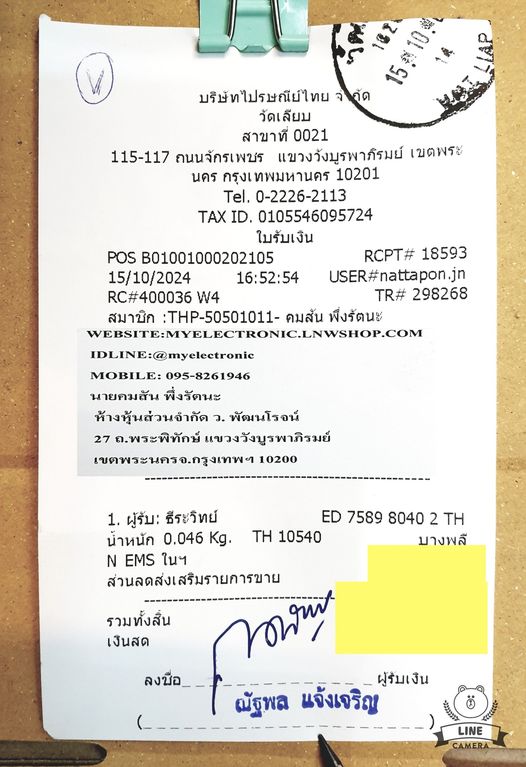 บริษัทไปรษณีย์ไทย จำกัด
วัดเลียบ
สาขาที่ 0021
115-117 ถนนจักรเพชร แขวงวังบูรพาภิรมย์ เขตพระ
นคร กรุงเทพมหานคร 10201
Tel. 0-2226-2113
TAX ID. 0105546095724
ใบรับเงิน
POS B01001000202105 RCPT# 18593
15/10/2024 16:52:54 USER#nattapon.jn
RC#400036 W4 TR# 298268
สมาชิก :THP-50501011- คมสัน พึ่งรัตนะ
WEBSITE:MYELECTRONIC.LNWSHOP.COM
IDLINE:@myelectronic
MOBILE: 095-8261946
นายคมสัน พึ่งรัตนะ
ห้างหุ้นส่วนจำกัด ว. พัฒนโรจน์
27 ถ.พระพิทักษ์ แขวงวังบูรพาภิรมย์
เขตพระนครจ.กรุงเทพฯ 10200
1. ผู้รับ: ธีระวิทย์ ED 7589 8040 2 TH
น้ำหนัก 0.046 Kg. TH 10540 บางพลี
N EMS ในฯ
ส่วนลดส่งเสริมรายการขาย
รวมทั้งสิ้น
เงินสด
ลงชื่อ ผู้รับเงิน
ณัฐพล แจ้งเจริญ
( )
LINE
CAMERA